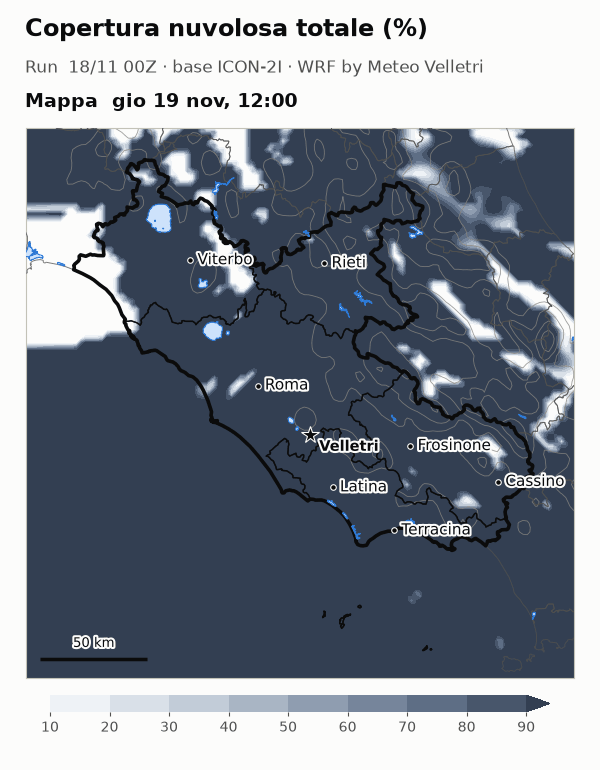 Copertura nuvolosa totale (%)
Run  18/11 00Z · base ICON-2I · WRF by Meteo Velletri
Mappa  gio 19 nov, 12:00
Viterbo
Rieti
Roma
Velletri
Frosinone
Cassino
Latina
Terracina
50 km
10 20 30 40 50 60 70 80 90